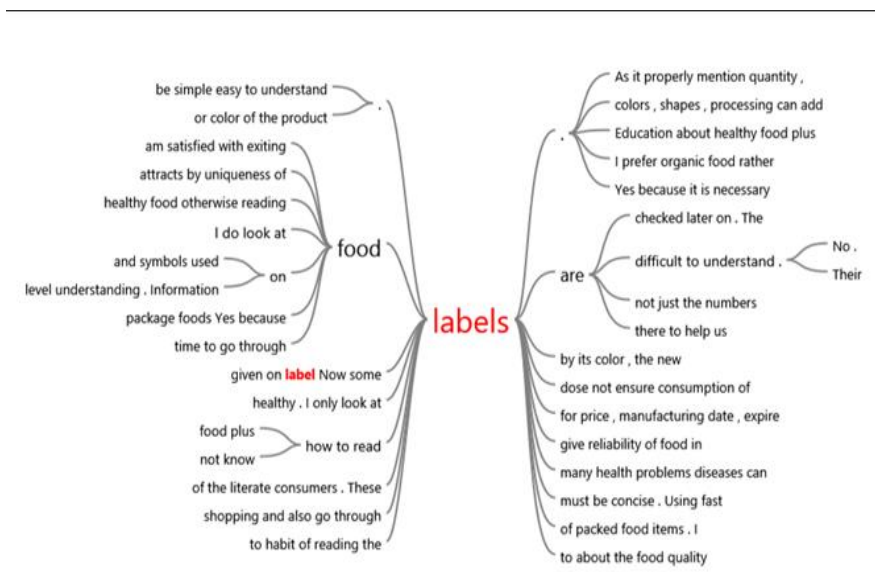 be simple easy to understand
or color of the product
.
am satisfied with exiting
attracts by uniqueness of
healthy food otherwise reading
I do look at
and symbols used
level understanding . Information
on
package foods Yes because
time to go through
food
given on label Now some
healthy . I only look at
food plus
not know
how to read
of the literate consumers . These
shopping and also go through
to habit of reading the
labels
.
As it properly mention quantity ,
colors , shapes , processing can add
Education about healthy food plus
I prefer organic food rather
Yes because it is necessary
are
checked later on . The
difficult to understand .
No .
Their
not just the numbers
there to help us
by its color , the new
dose not ensure consumption of
for price , manufacturing date , expire
give reliability of food in
many health problems diseases can
must be concise . Using fast
of packed food items . I
to about the food quality